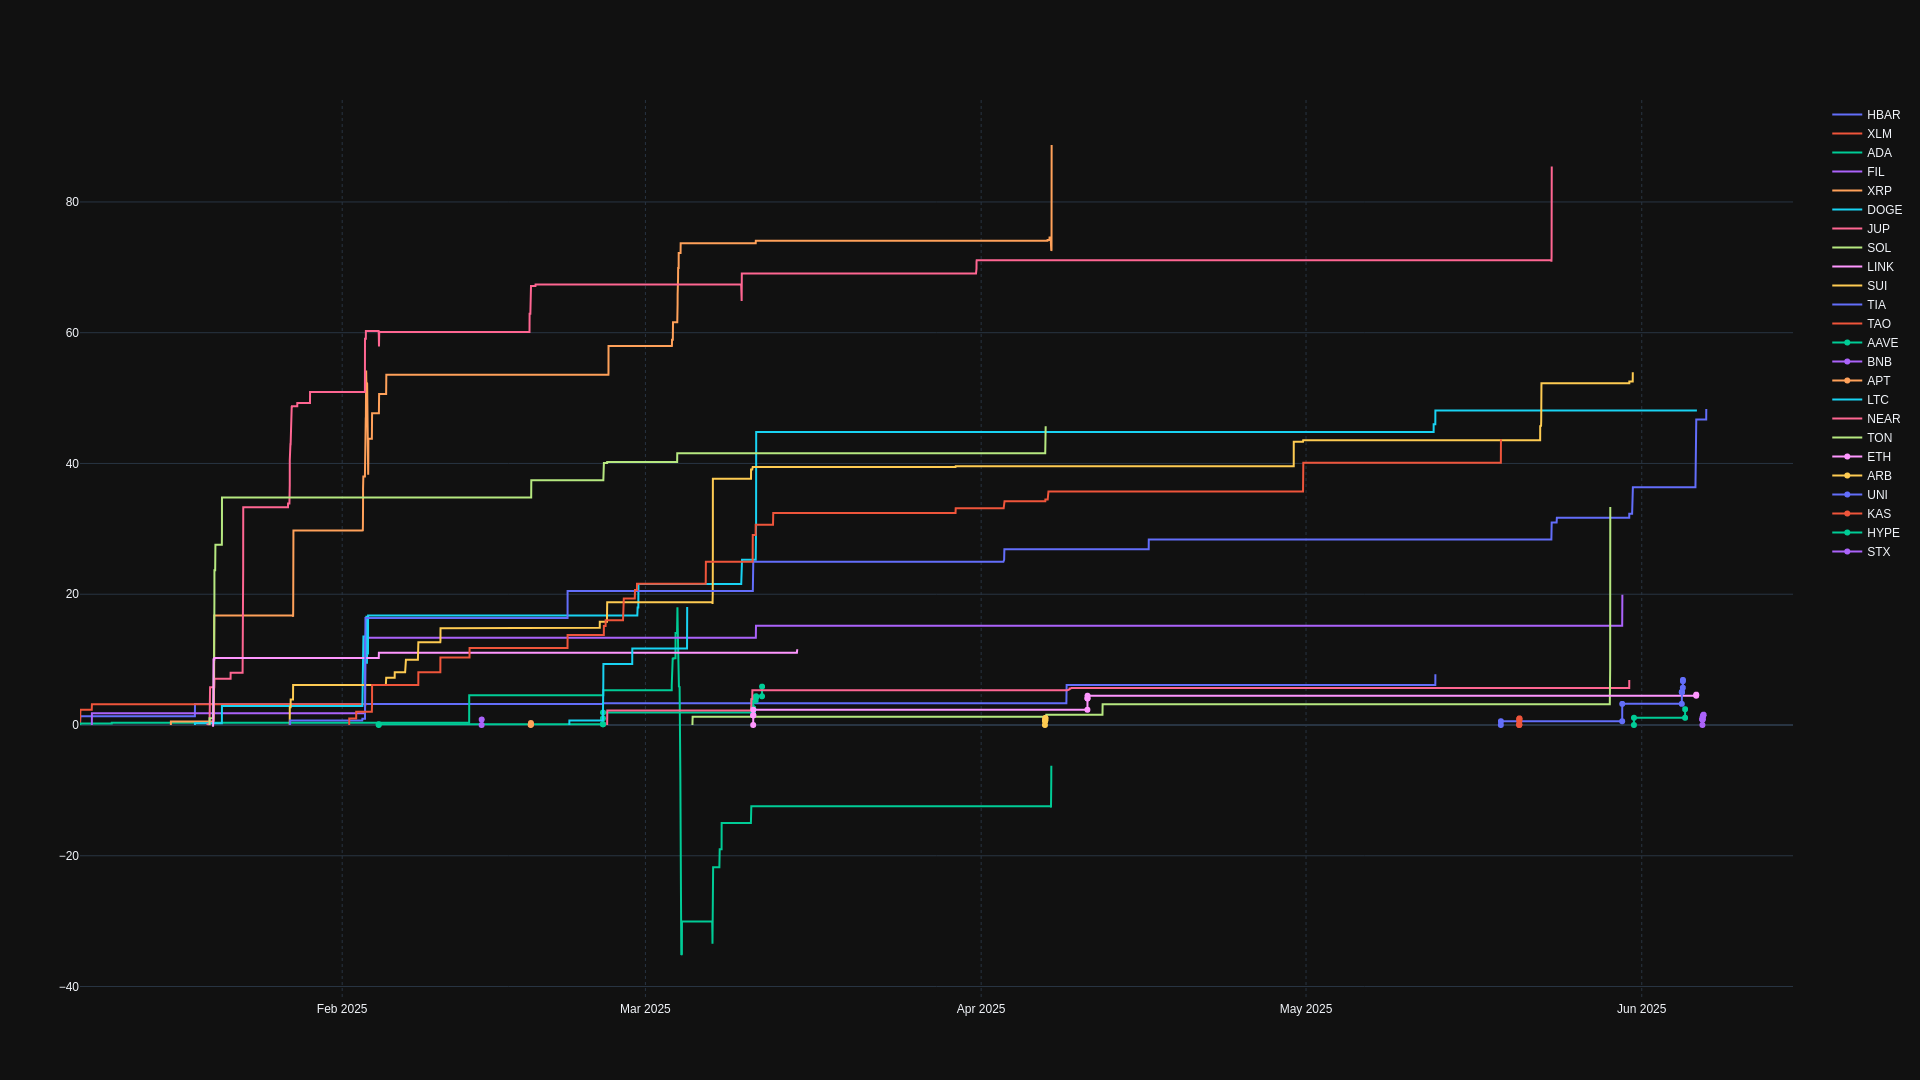 80
60
40
20
0
−20
−40
Feb 2025
Mar 2025
Apr 2025
May 2025
Jun 2025
HBAR
XLM
ADA
FIL
XRP
DOGE
JUP
SOL
LINK
SUI
TIA
TAO
AAVE
BNB
APT
LTC
NEAR
TON
ETH
ARB
UNI
KAS
HYPE
STX